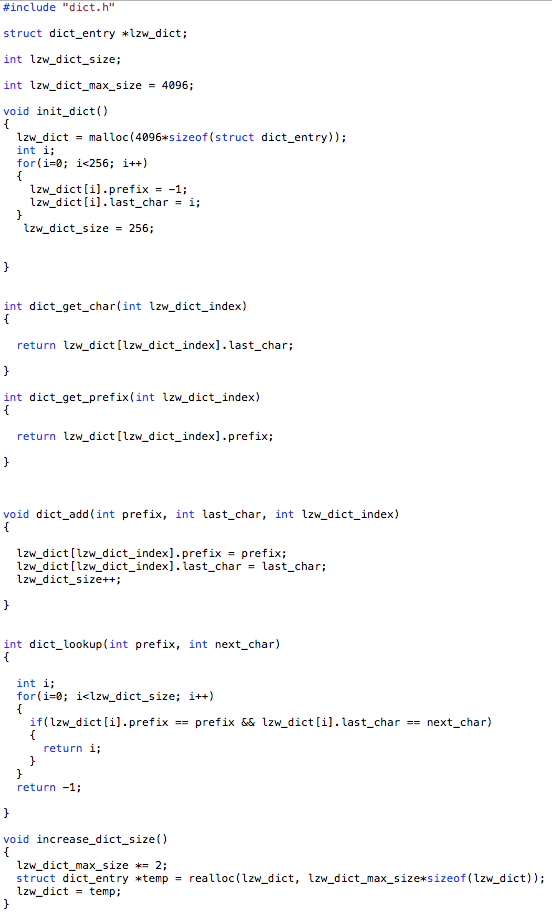 #include "dict.h"
struct dict_entry *lzw_dict;
int lzw_dict_size;
int lzw_dict_max_size = 4096;
void init_dict()
{
  lzw_dict = malloc(4096*sizeof(struct dict_entry));
  int i;
  for(i=0; i<256; i++)
  {
    lzw_dict[i].prefix = -1;
    lzw_dict[i].last_char = i;
  }
   lzw_dict_size = 256;
}
int dict_get_char(int lzw_dict_index)
{
  return lzw_dict[lzw_dict_index].last_char;
}
int dict_get_prefix(int lzw_dict_index)
{
  return lzw_dict[lzw_dict_index].prefix;
}
void dict_add(int prefix, int last_char, int lzw_dict_index)
{
  lzw_dict[lzw_dict_index].prefix = prefix;
  lzw_dict[lzw_dict_index].last_char = last_char;
  lzw_dict_size++;
}
int dict_lookup(int prefix, int next_char)
{
  int i;
  for(i=0; i<lzw_dict_size; i++)
  {
    if(lzw_dict[i].prefix == prefix && lzw_dict[i].last_char == next_char)
    {
      return i;
    }
  }
  return -1;
}
void increase_dict_size()
{
  lzw_dict_max_size *= 2;
  struct dict_entry *temp = realloc(lzw_dict, lzw_dict_max_size*sizeof(lzw_dict));
  lzw_dict = temp;
}